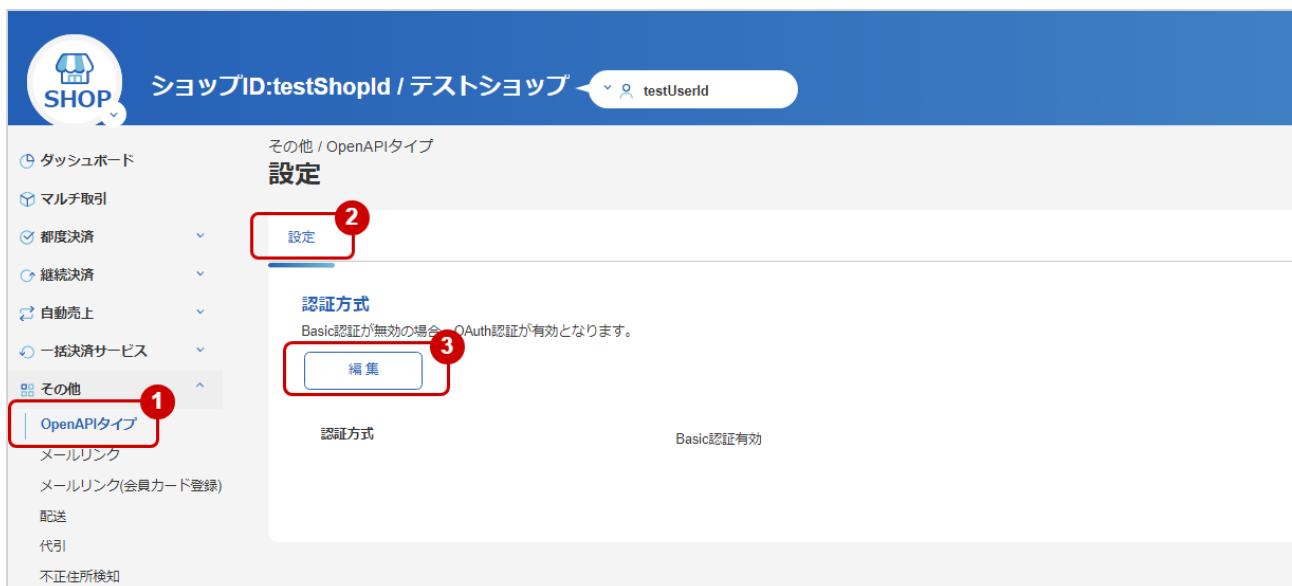 SHOP
ショップID:testShopId / テストショップ
testUserId
ダッシュボード
マルチ取引
都度決済
継続決済
自動売上
一括決済サービス
その他
1
OpenAPIタイプ
メールリンク
メールリンク(会員カード登録)
配送
代引
不正住所検知
その他 / OpenAPIタイプ
設定
2
設定
認証方式
Basic認証が無効の場合、OAuth認証が有効となります。
3
編集
認証方式
Basic認証有効